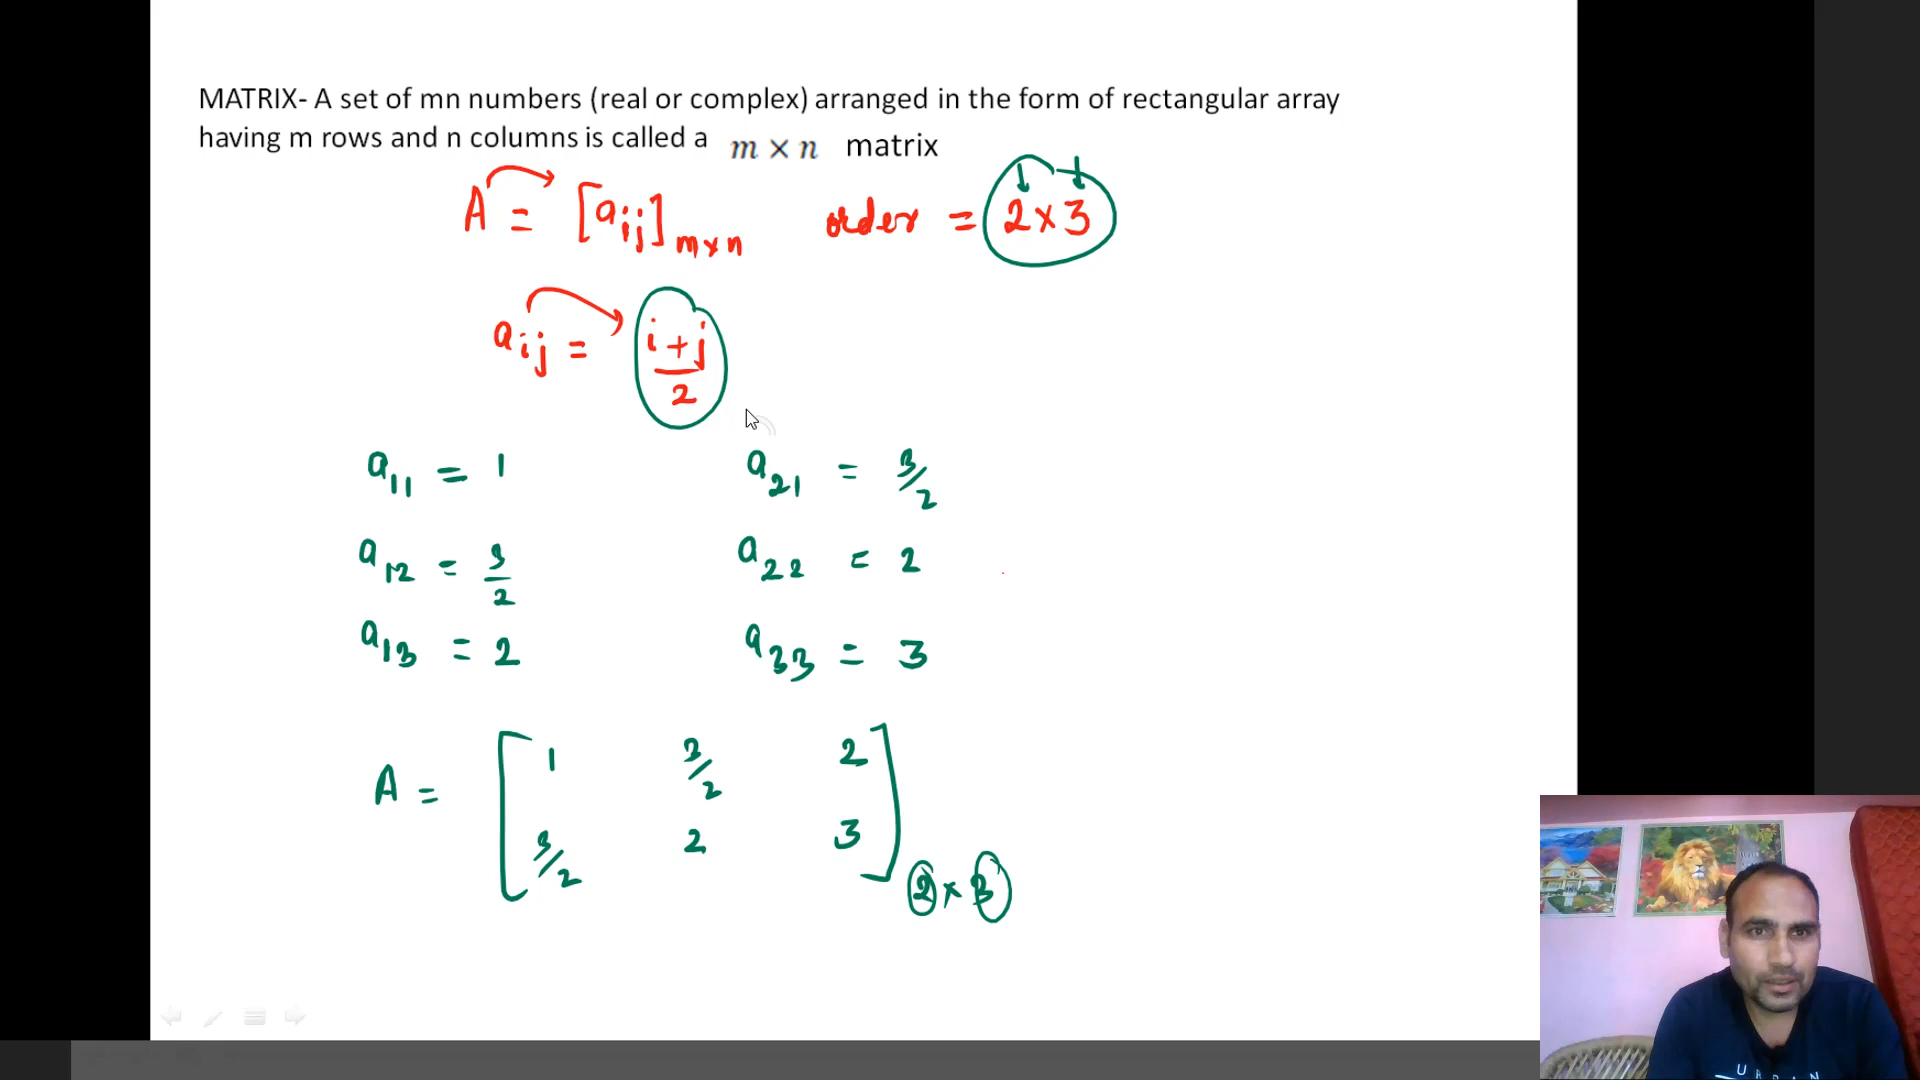 MATRIX- A set of mn numbers (real or complex) arranged in the form of rectangular array
having m rows and n columns is called a m × n matrix
A = [aij]m×n order = 2×3
aij = i+j/2
a11 = 1 a21 = 3/2
a12 = 3/2 a22 = 2
a13 = 2 a33 = 3
A = [1 3/2 2
3/2 2 3]2×3